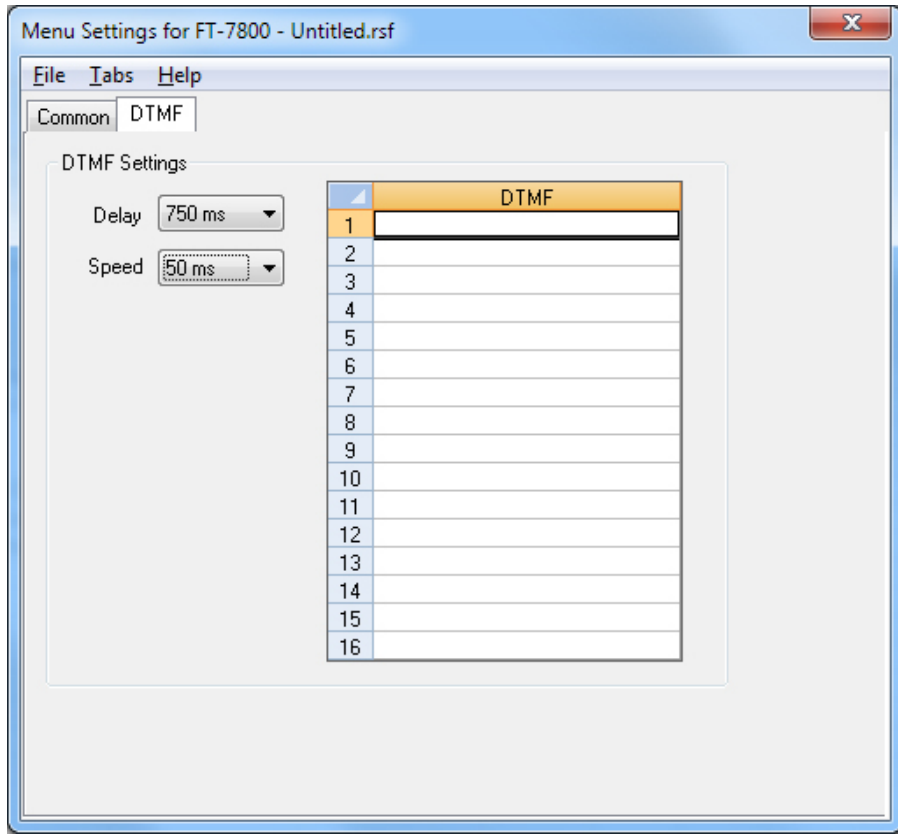 Menu Settings for FT-7800 - Untitled.rsf
File Tabs Help
Common DTMF
DTMF Settings
Delay 750 ms
Speed 50 ms
DTMF
1
2
3
4
5
6
7
8
9
10
11
12
13
14
15
16